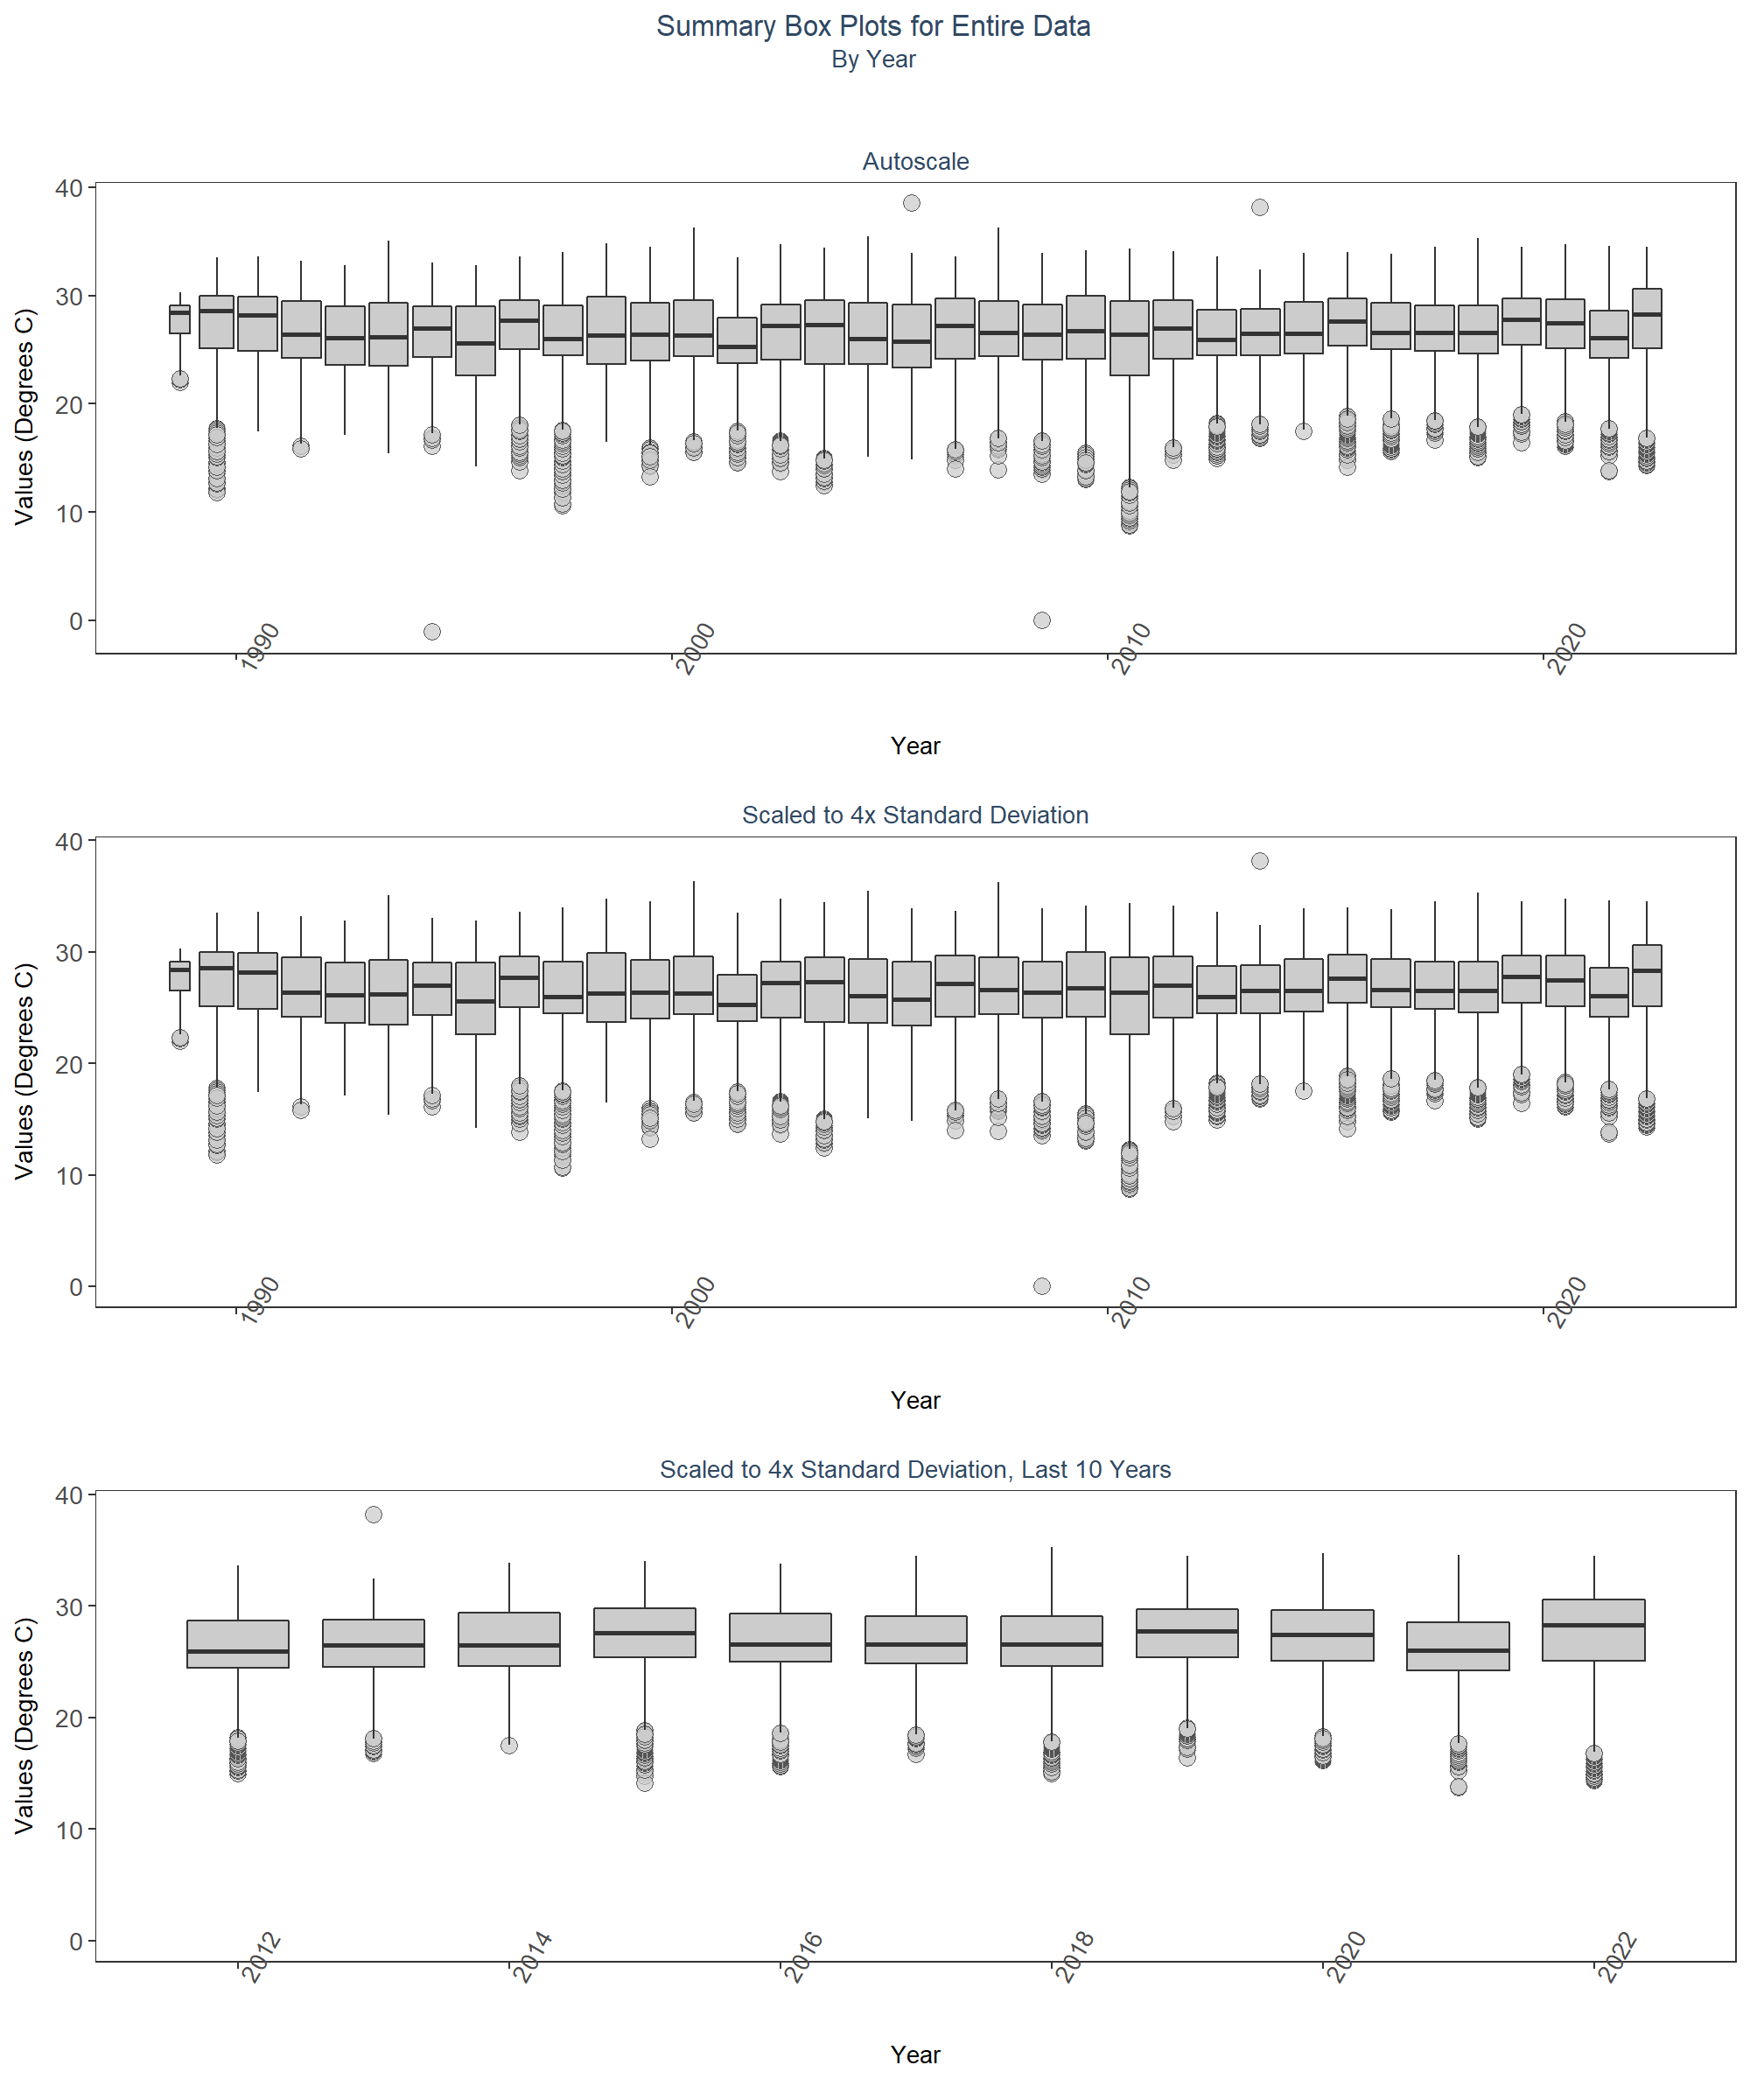 Summary Box Plots for Entire Data
By Year
Autoscale
Values (Degrees C)
40
30
20
10
0
1990
2000
2010
2020
Year
Scaled to 4x Standard Deviation
Values (Degrees C)
40
30
20
10
0
1990
2000
2010
2020
Year
Scaled to 4x Standard Deviation, Last 10 Years
Values (Degrees C)
40
30
20
10
0
2012
2014
2016
2018
2020
2022
Year